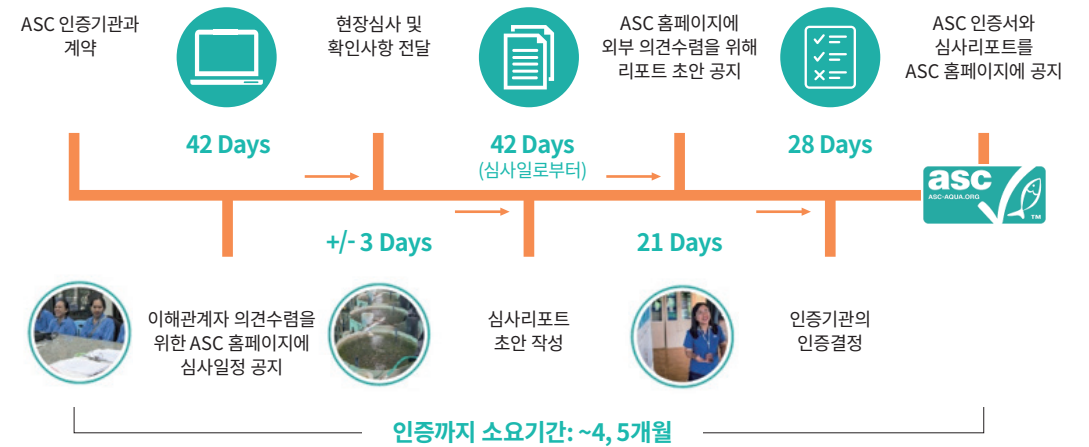 ASC 인증기관과
계약
현장심사 및
확인사항 전달
ASC 홈페이지에
외부 의견수렴을 위해
리포트 초안 공지
ASC 인증서와
심사리포트를
ASC 홈페이지에 공지
42 Days
42 Days
(심사일로부터)
28 Days
asc
ASC-AQUA.ORG
TM
+/- 3 Days
21 Days
이해관계자 의견수렴을
위한 ASC 홈페이지에
심사일정 공지
심사리포트
초안 작성
인증기관의
인증결정
인증까지 소요기간: ~4, 5개월